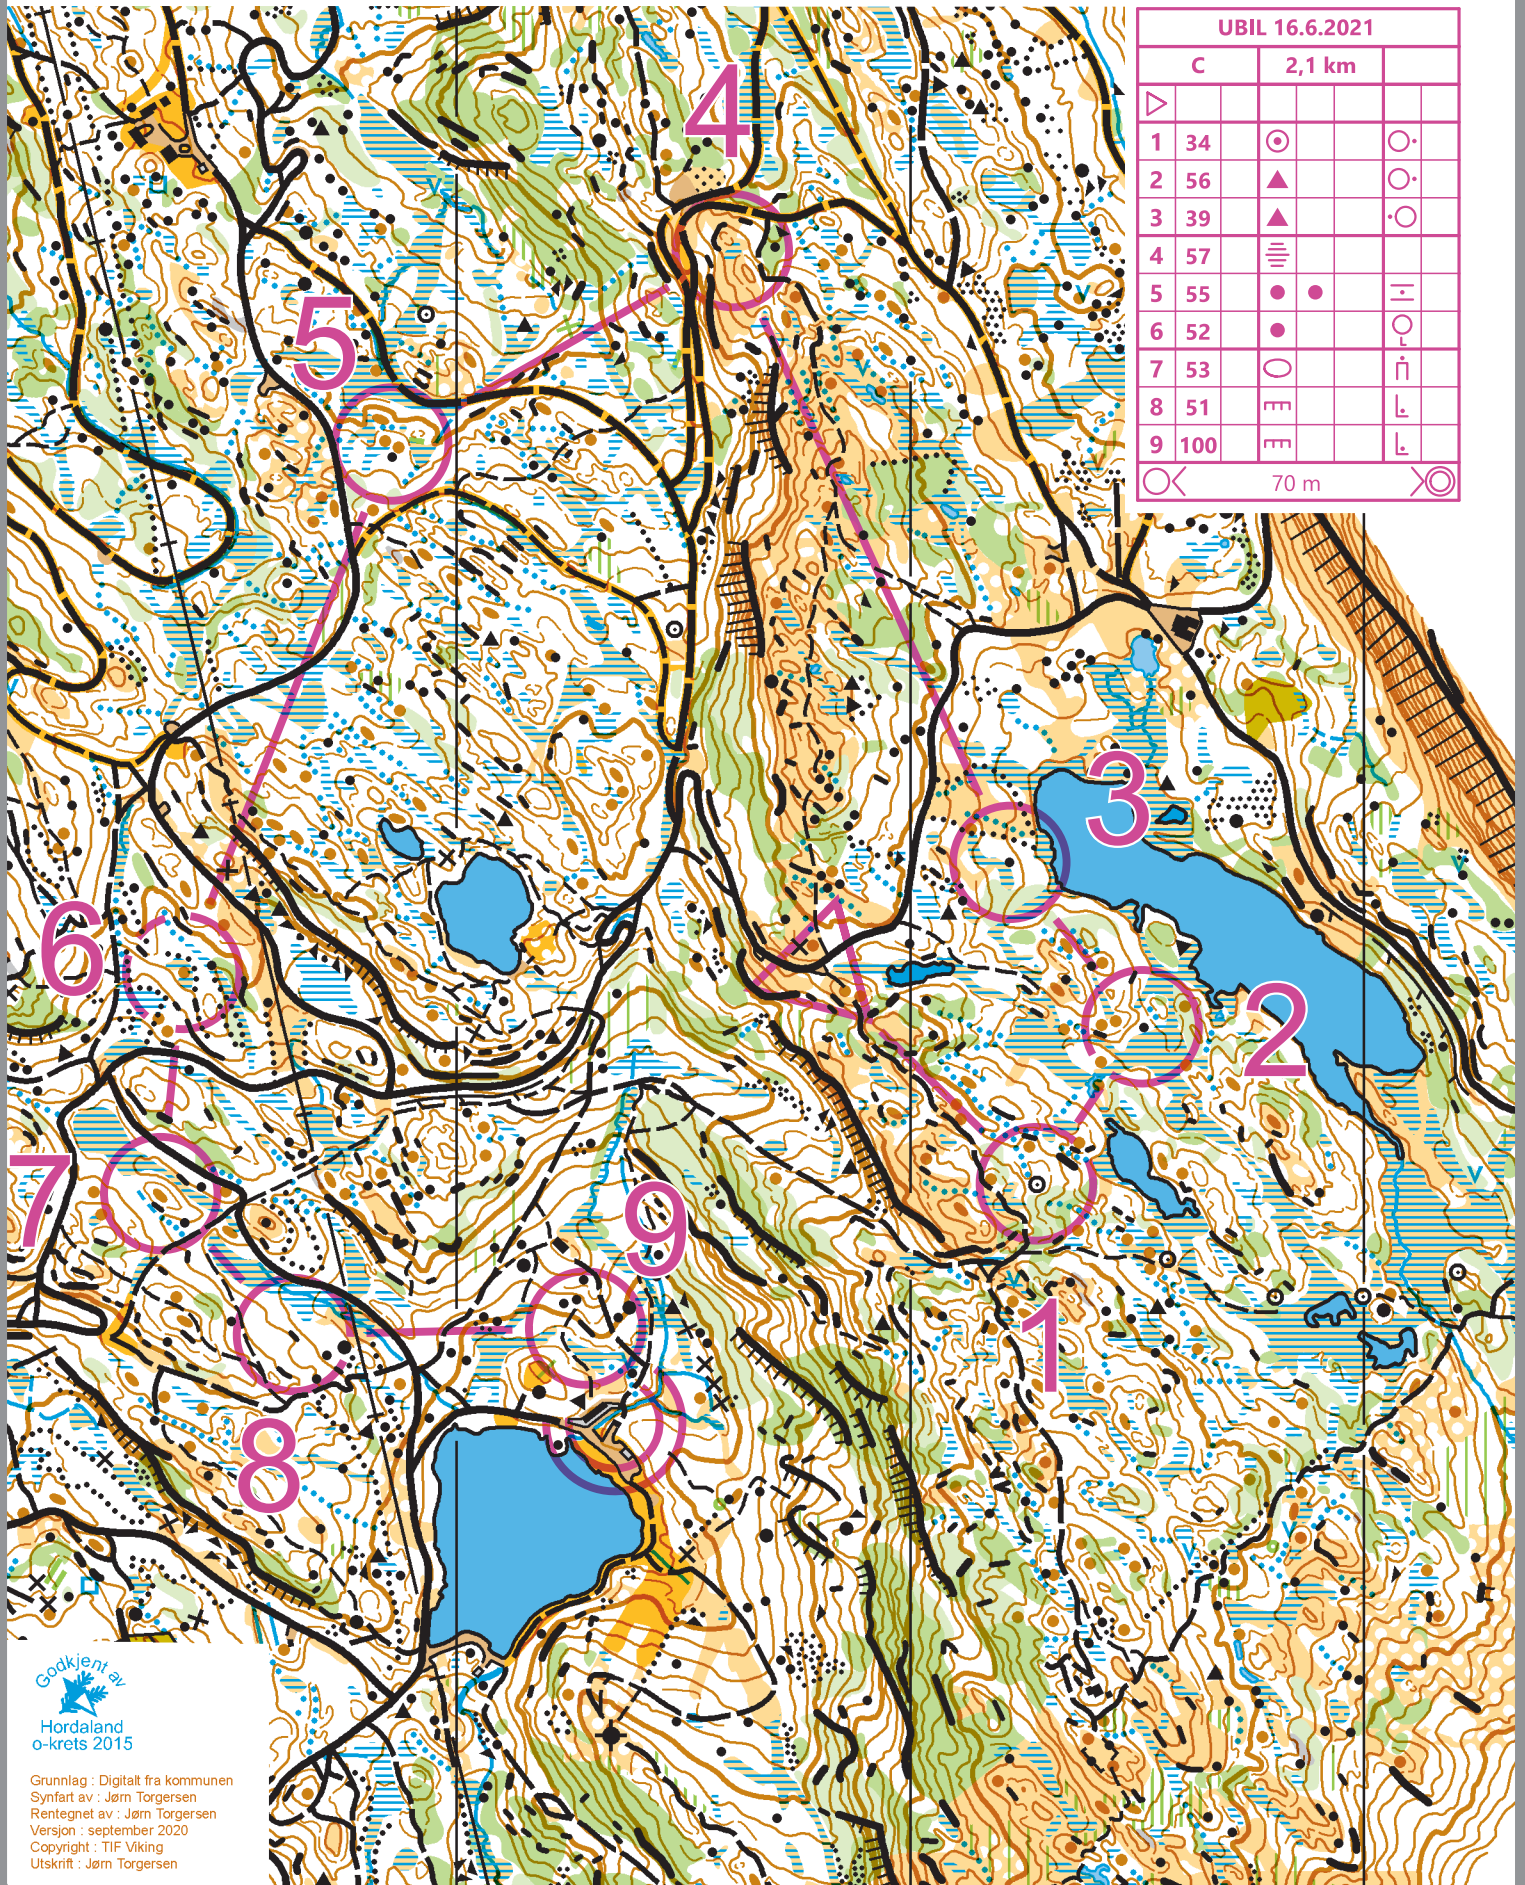 UBIL 16.6.2021
C 2,1 km
1 34
2 56
3 39
4 57
5 55
6 52
7 53
8 51
9 100
70 m
4
5
3
6
2
7
9
1
8
Godkjent av
Hordaland
o-krets 2015
Grunnlag : Digitalt fra kommunen
Synfart av : Jørn Torgersen
Rentegnet av : Jørn Torgersen
Versjon : september 2020
Copyright : TIF Viking
Utskrift : Jørn Torgersen